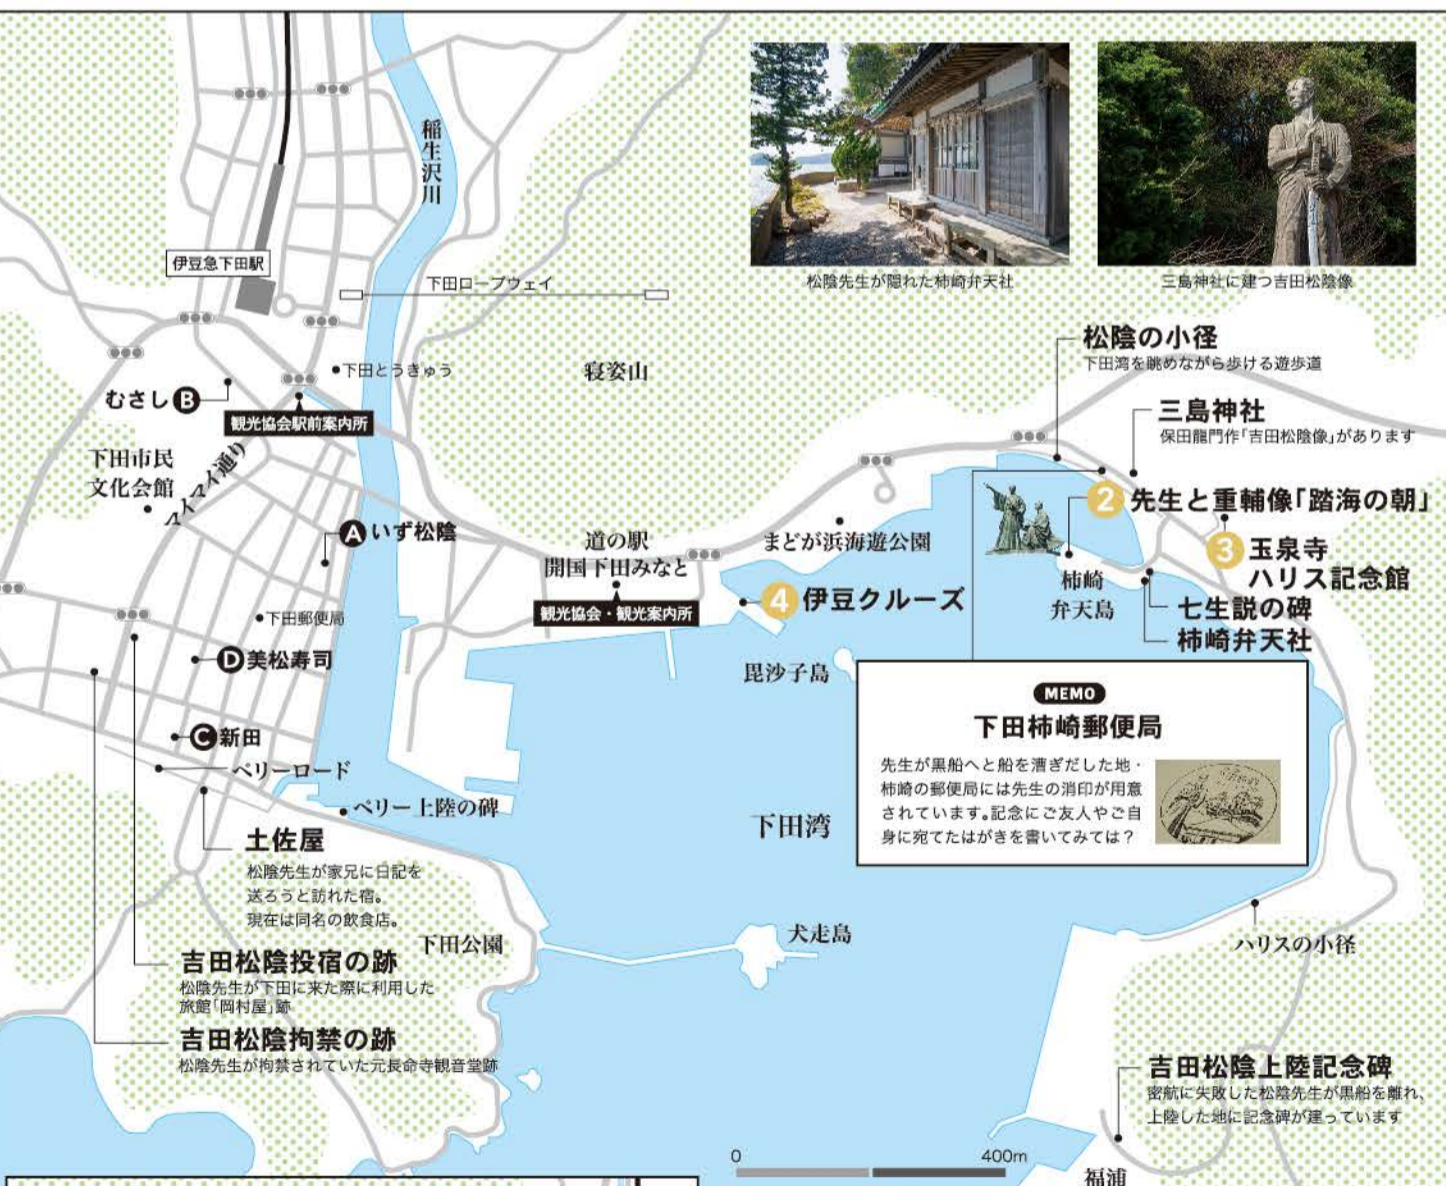 稲生沢川
伊豆急下田駅
下田ロープウェイ
松陰先生が隠れた柿崎弁天社
三島神社に建つ吉田松陰像
松陰の小径
下田湾を眺めながら歩ける遊歩道
下田とうきゅう
寝姿山
むさし B
観光協会駅前案内所
三島神社
保田龍門作「吉田松陰像」があります
下田市民
文化会館
マイマイ通り
2 先生と重輔像「踏海の朝」
A いず松陰
道の駅
開国下田みなと
まどが浜海遊公園
3 玉泉寺
ハリス記念館
柿崎
弁天島
観光協会・観光案内所
4 伊豆クルーズ
七生説の碑
柿崎弁天社
下田郵便局
D 美松寿司
毘沙子島
MEMO
下田柿崎郵便局
先生が黒船へと船を漕ぎだした地・
柿崎の郵便局には先生の消印が用意
されています。記念にご友人やご自
身に宛てたはがきを書いてみては？
C 新田
ペリーロード
ペリー上陸の碑
下田湾
土佐屋
松陰先生が家兄に日記を
送ろうと訪れた宿。
現在は同名の飲食店。
下田公園
犬走島
ハリスの小径
吉田松陰投宿の跡
松陰先生が下田に来た際に利用した
旅館「岡村屋」跡
吉田松陰拘禁の跡
松陰先生が拘禁されていた元長命寺観音堂跡
吉田松陰上陸記念碑
密航に失敗した松陰先生が黒船を離れ、
上陸した地に記念碑が建っています
0 400m
福浦